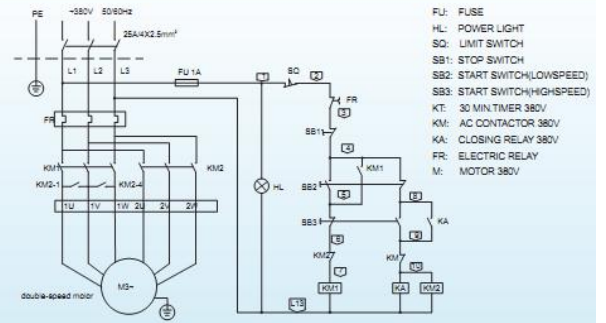 PE ~380V 50/60Hz
25A/4X2.5mm²
L1 L2 L3
FU 1A
1 SQ 2
FR
3
SB1
4
FR
KM1 KM2
KM2-1 KM2-4
KM1
HL
SB2 5 8
KA
SB3
6 9
1U 1V 1W 2U 2V 2W
KM2 KM1
7 10
M3~
double-speed motor
L13 KM1 KA KM2
FU: FUSE
HL: POWER LIGHT
SQ: LIMIT SWITCH
SB1: STOP SWITCH
SB2: START SWITCH(LOWSPEED)
SB3: START SWITCH(HIGHSPEED)
KT: 30 MIN.TIMER 380V
KM: AC CONTACTOR 380V
KA: CLOSING RELAY 380V
FR: ELECTRIC RELAY
M: MOTOR 380V